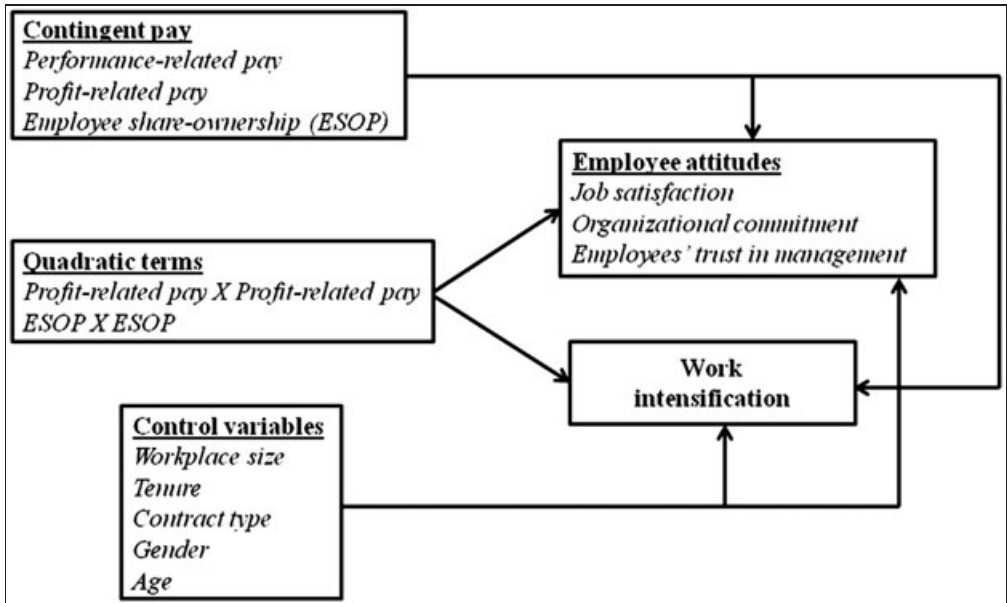 Contingent pay
Performance-related pay
Profit-related pay
Employee share-ownership (ESOP)
Employee attitudes
Job satisfaction
Organizational commitment
Employees' trust in management
Quadratic terms
Profit-related pay X Profit-related pay
ESOP X ESOP
Work
intensification
Control variables
Workplace size
Tenure
Contract type
Gender
Age